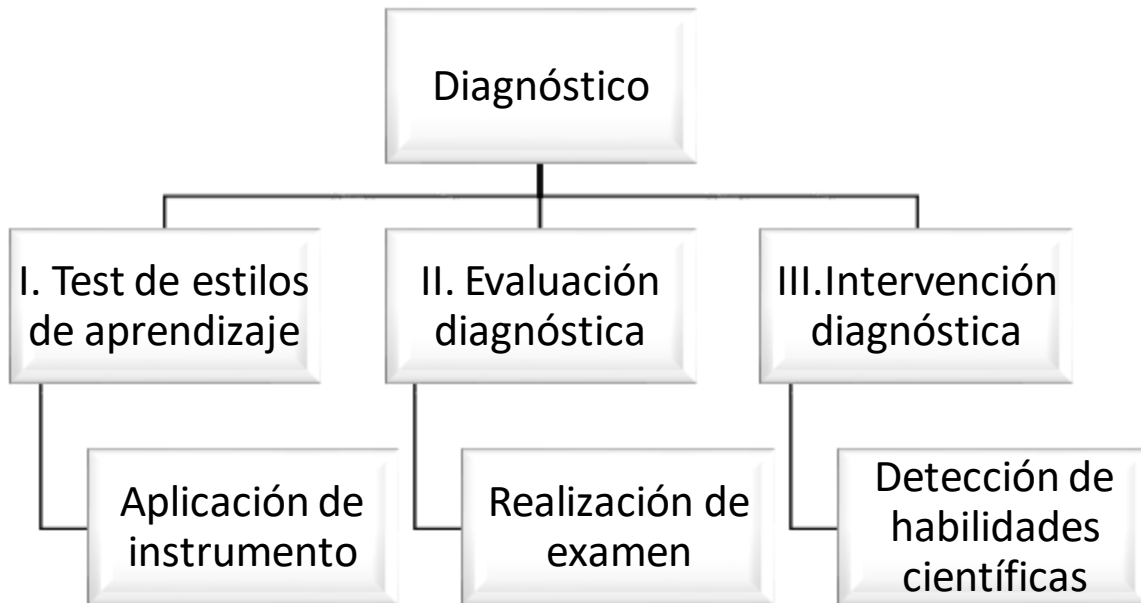 Diagnóstico
I. Test de estilos
de aprendizaje
II. Evaluación
diagnóstica
III.Intervención
diagnóstica
Aplicación de
instrumento
Realización de
examen
Detección de
habilidades
científicas